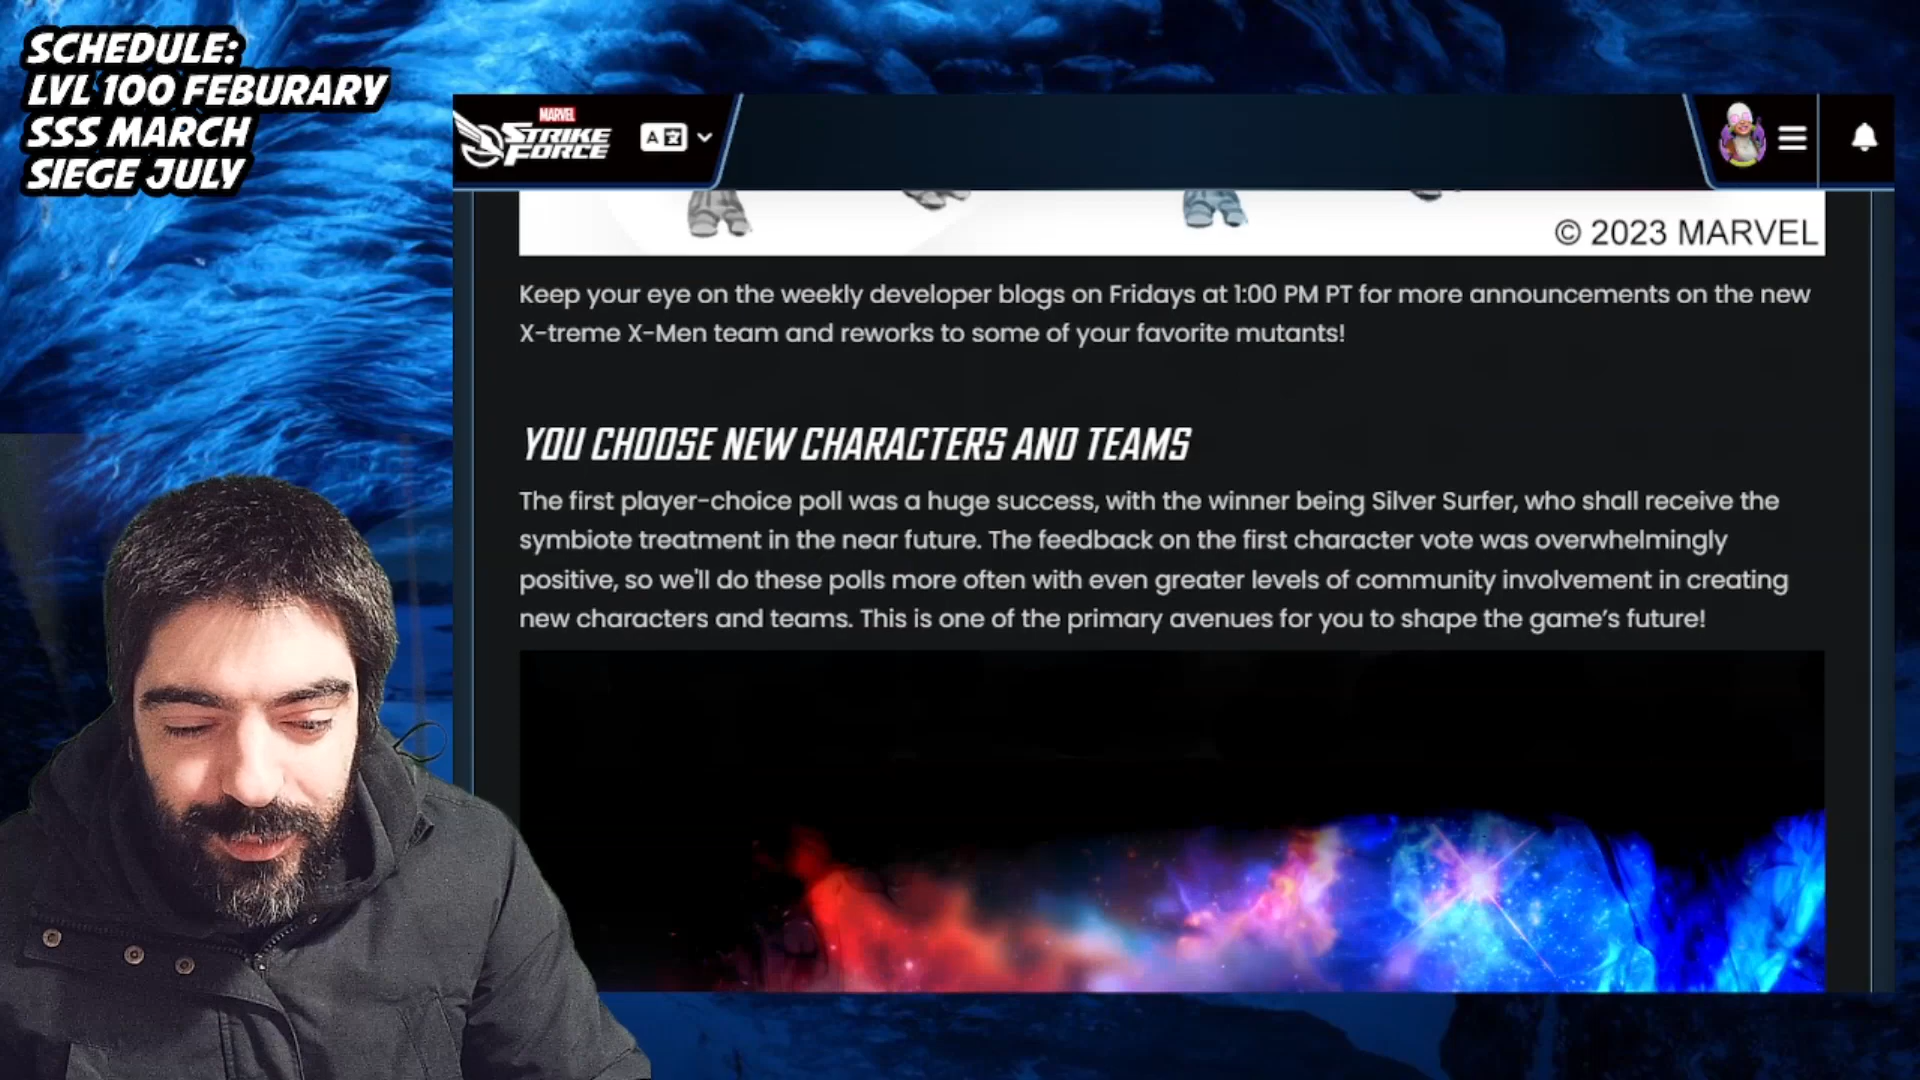 SCHEDULE:
LVL 100 FEBURARY
SSS MARCH
SIEGE JULY
MARVEL
STRIKE
FORCE
A
© 2023 MARVEL
Keep your eye on the weekly developer blogs on Fridays at 1:00 PM PT for more announcements on the new
X-treme X-Men team and reworks to some of your favorite mutants!
YOU CHOOSE NEW CHARACTERS AND TEAMS
The first player-choice poll was a huge success, with the winner being Silver Surfer, who shall receive the
symbiote treatment in the near future. The feedback on the first character vote was overwhelmingly
positive, so we'll do these polls more often with even greater levels of community involvement in creating
new characters and teams. This is one of the primary avenues for you to shape the game’s future!